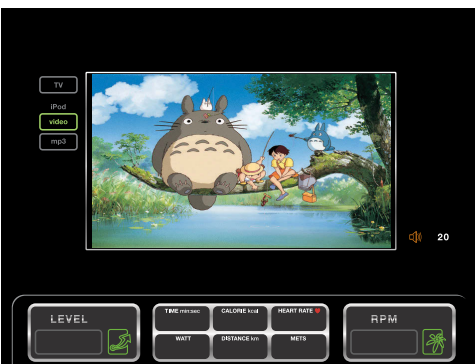 TV
iPod
video
mp3
20
LEVEL
TIME min:sec
CALORIE kcal
HEART RATE
RPM
WATT
DISTANCE km
METS